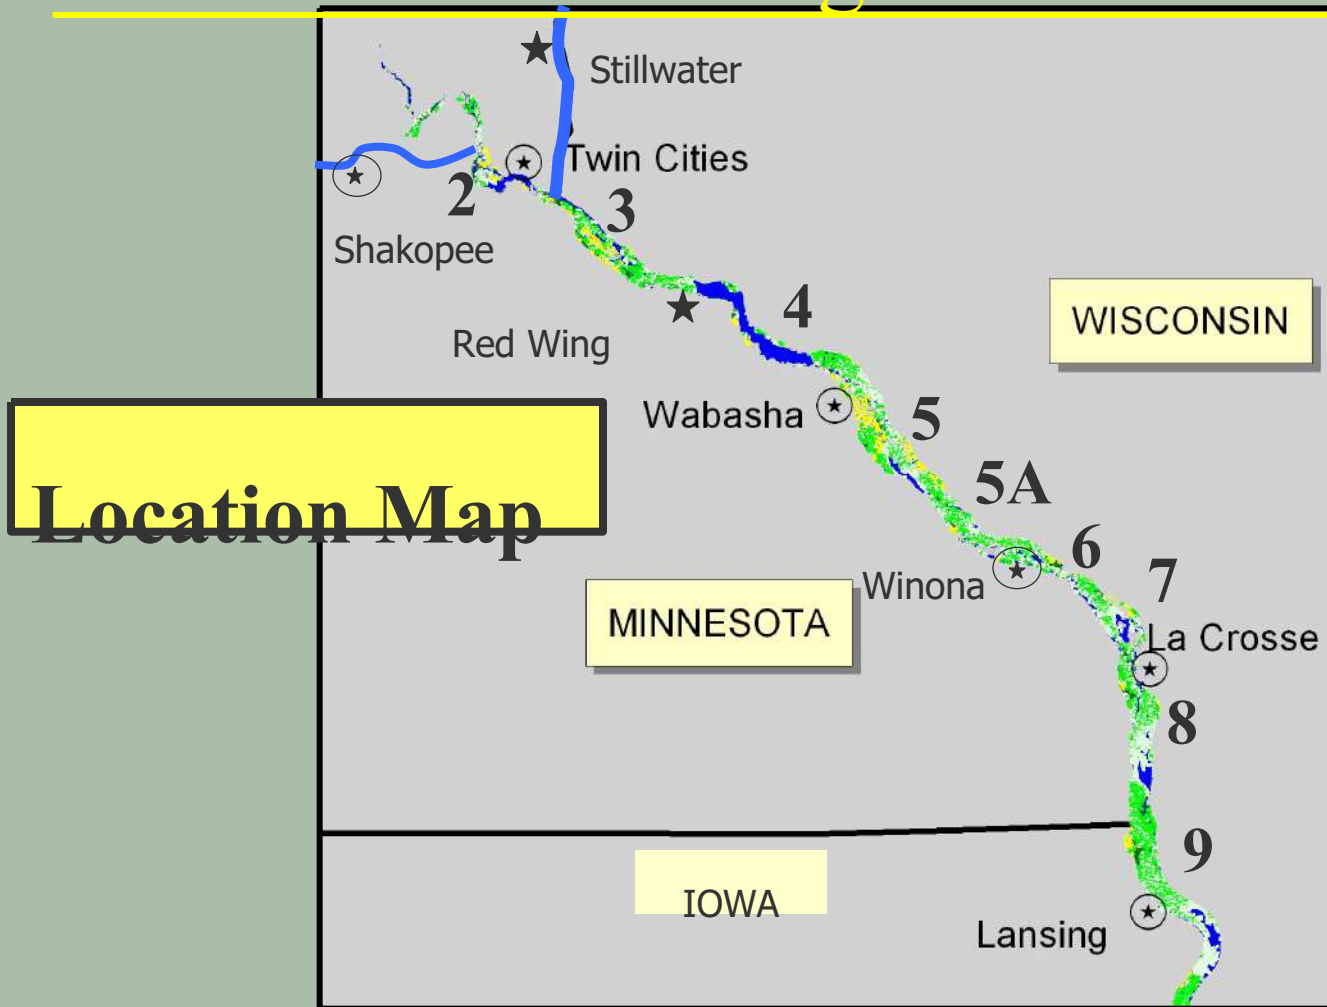 Stillwater
Twin Cities
2
3
Shakopee
4
WISCONSIN
Red Wing
Wabasha
5
5A
Location Map
6
7
Winona
MINNESOTA
La Crosse
8
9
IOWA
Lansing